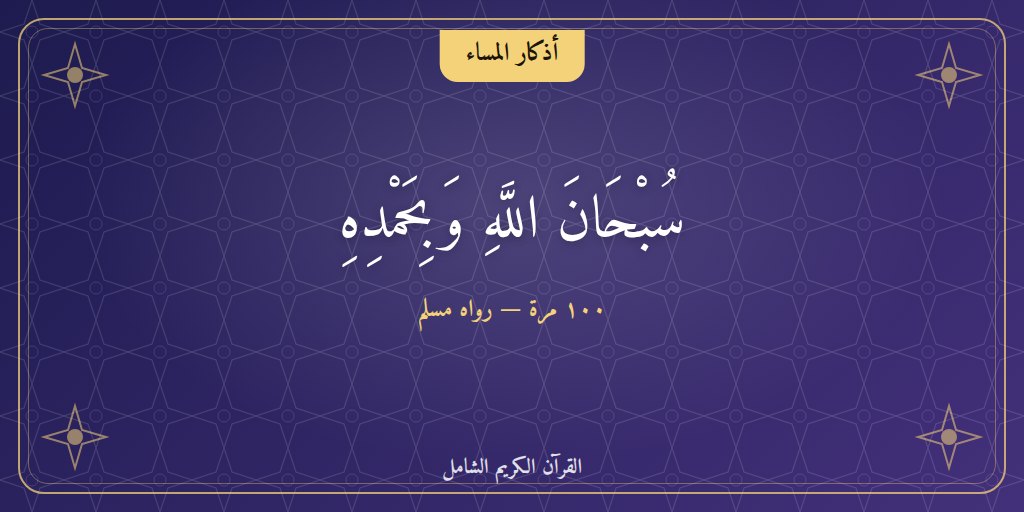 أذكار المساء
سُبْحَانَ اللَّهِ وَبِحَمْدِهِ
١٠٠ مرة — رواه مسلم
القرآن الكريم الشامل